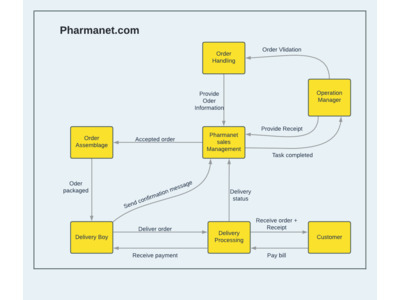 Pharmanet.com
Order Vlidation
Order
Handling
Operation
Manager
Provide
Oder
Information
Provide Receipt
Order
Assemblage
Accepted order
Pharmanet
sales
Management
Task completed
Oder
packaged
Send confirmation message
Delivery
status
Delivery Boy
Deliver order
Delivery
Processing
Receive order +
Receipt
Customer
Receive payment
Pay bill